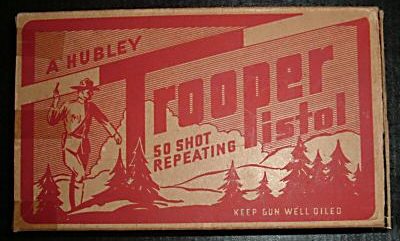 A HUBLEY
Trooper
Pistol
50 SHOT
REPEATING
KEEP GUN WELL OILED